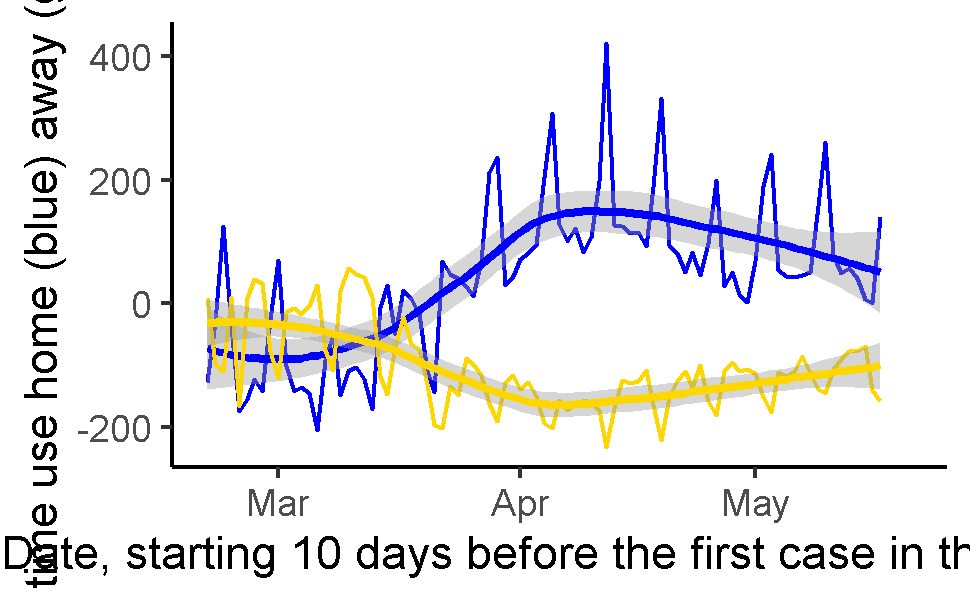 time use home (blue) away (
400
200
0
-200
Mar Apr May
Date, starting 10 days before the first case in th